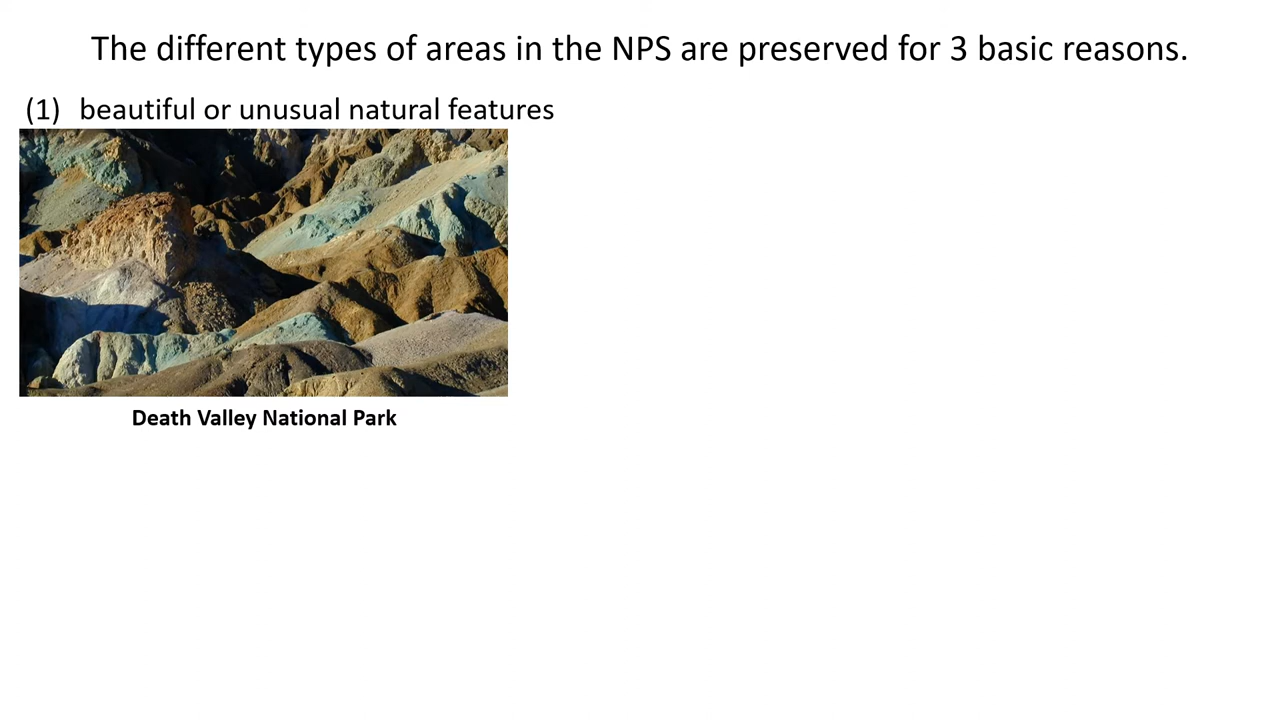 The different types of areas in the NPS are preserved for 3 basic reasons.
(1) beautiful or unusual natural features
Death Valley National Park